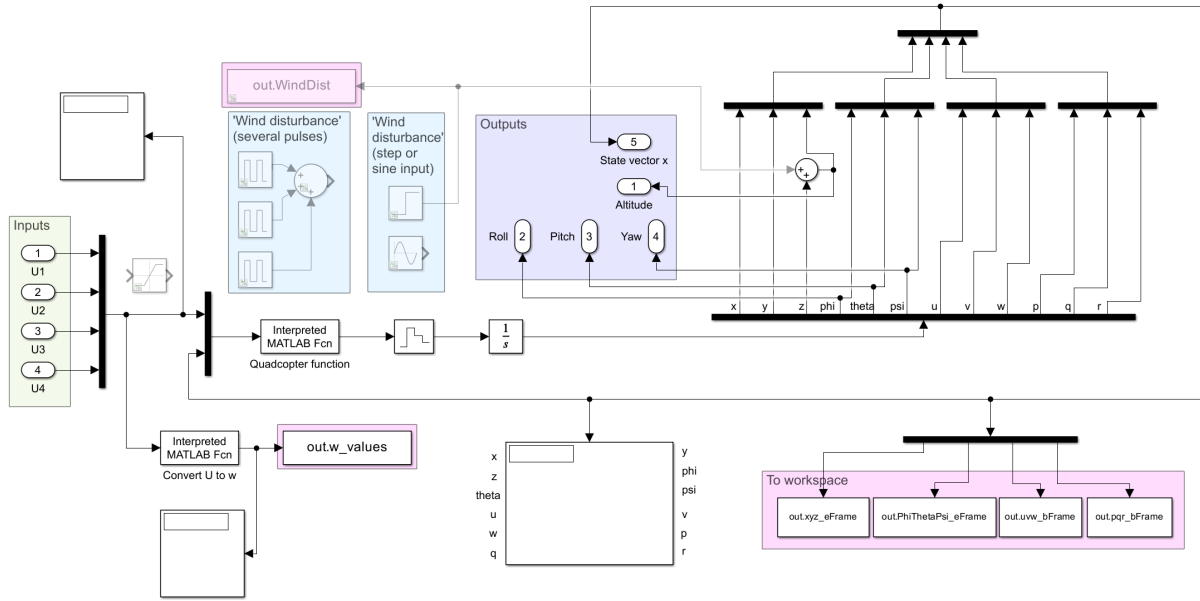 out.WindDist
'Wind disturbance'
(several pulses)
'Wind
disturbance'
(step or
sine input)
Outputs
5
State vector x
1
Altitude
Roll
2
Pitch
3
Yaw
4
+
+
+
+
+
Inputs
1
U1
2
U2
3
U3
4
U4
x
y
z
phi
theta
psi
u
v
w
p
q
r
Interpreted
MATLAB Fcn
Quadcopter function
1
s
Interpreted
MATLAB Fcn
Convert U to w
out.w_values
x
z
theta
u
w
q
y
phi
psi
v
p
r
To workspace
out.xyz_eFrame
out.PhiThetaPsi_eFrame
out.uvw_bFrame
out.pqr_bFrame